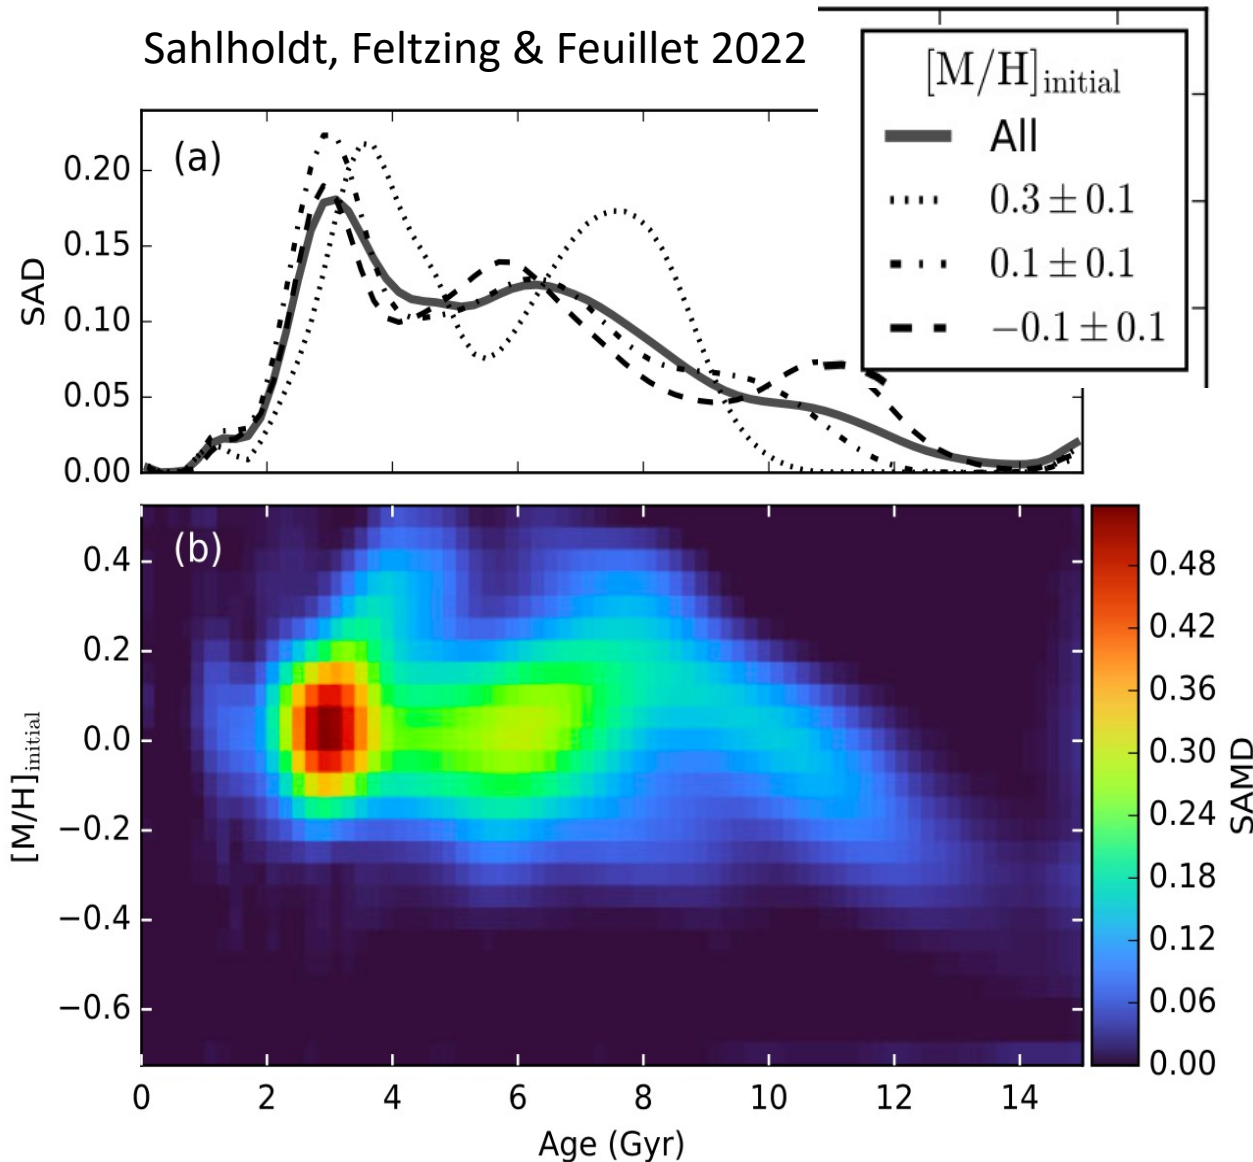 Sahlholdt, Feltzing & Feuillet 2022
[M/H]initial
All
0.3 ± 0.1
0.1 ± 0.1
−0.1 ± 0.1
(a)
0.20
0.15
0.10
0.05
0.00
SAD
(b)
0.4
0.2
0.0
−0.2
−0.4
−0.6
[M/H]initial
0
2
4
6
8
10
12
14
Age (Gyr)
0.48
0.42
0.36
0.30
0.24
0.18
0.12
0.06
0.00
SAMD